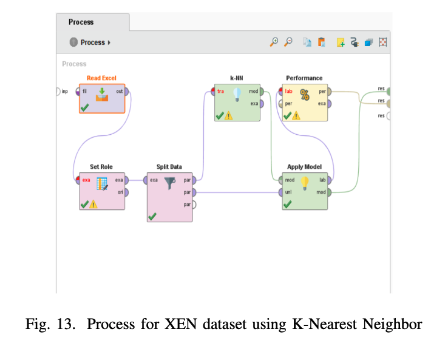 Process
Process
Process
Read Excel
inp
fil
out
k-NN
tra
mod
exa
Performance
lab
per
per
exa
res
res
res
Set Role
exa
exa
ori
Split Data
exa
par
par
par
Apply Model
mod
lab
unl
mod
Fig. 13. Process for XEN dataset using K-Nearest Neighbor